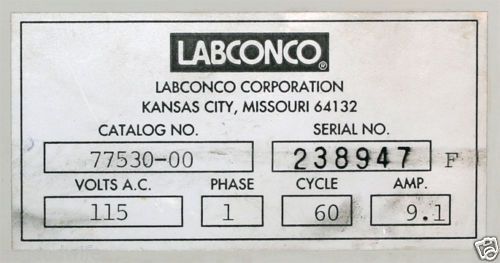 LABCONCO®
LABCONCO CORPORATION
KANSAS CITY, MISSOURI 64132
CATALOG NO. SERIAL NO.
77530-00 238947 F
VOLTS A.C. PHASE CYCLE AMP.
115 1 60 9.1